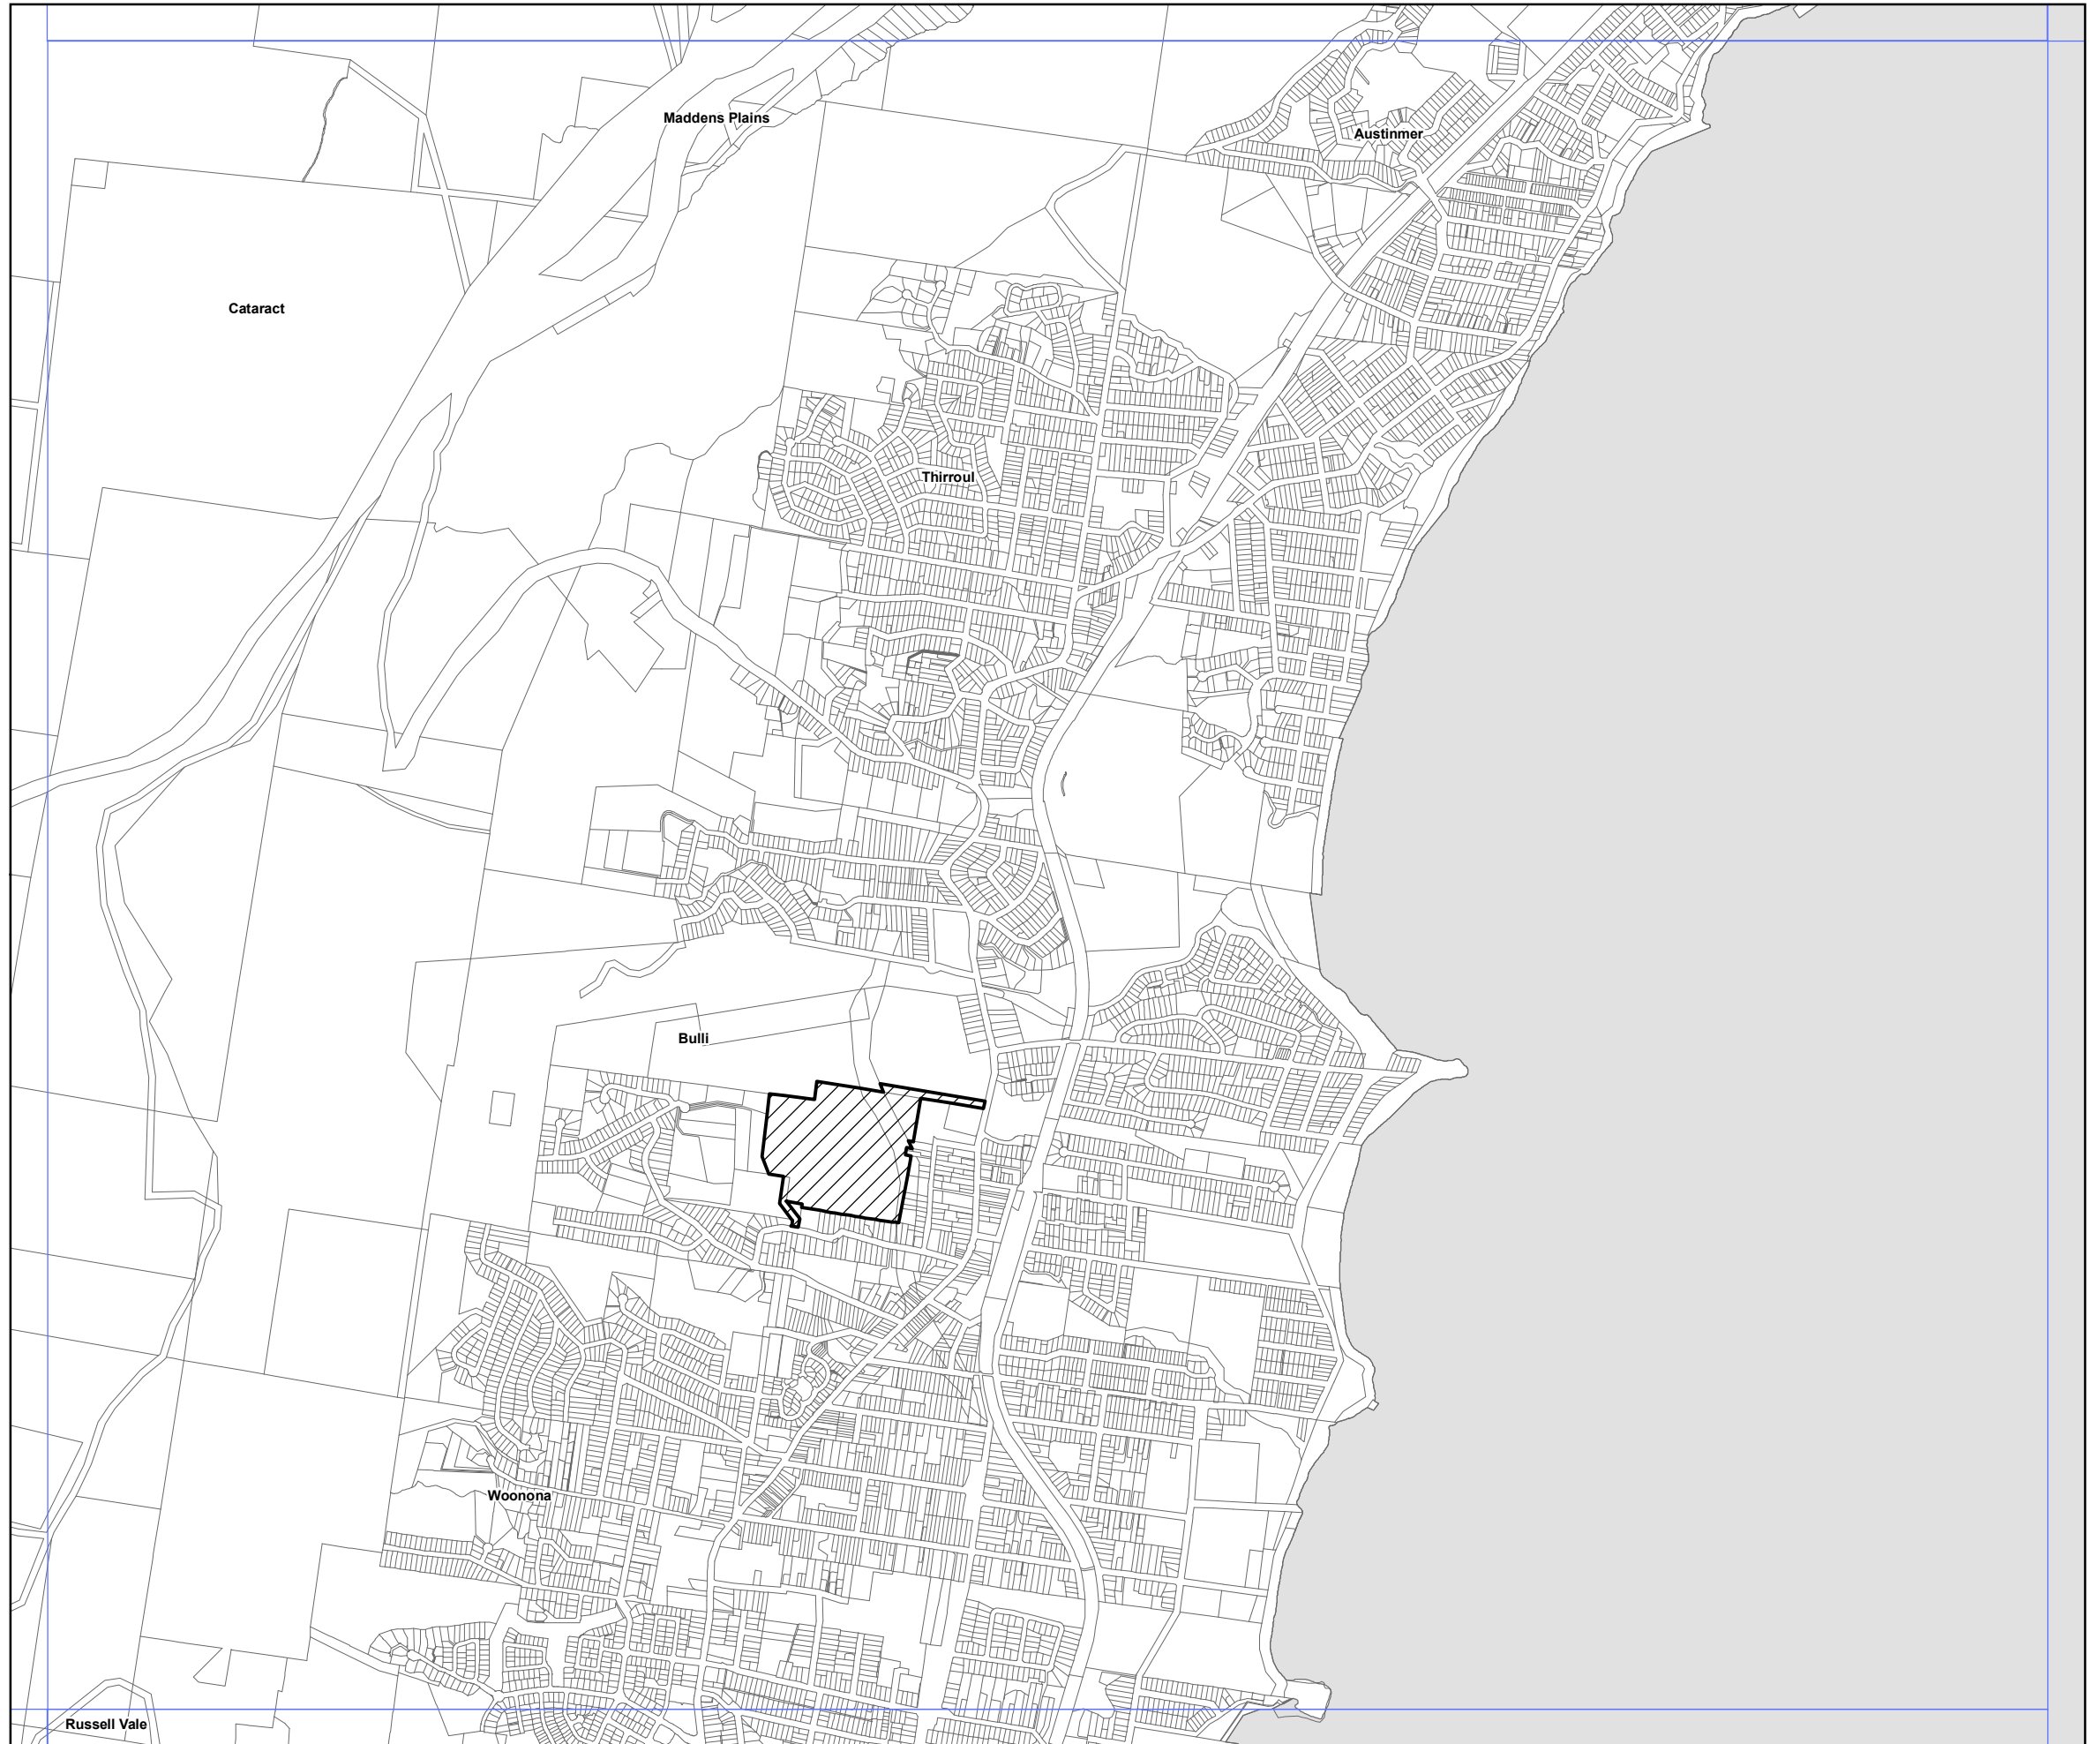 Maddens Plains
Austinmer
Cataract
Thirroul
Bulli
Woonona
Russell Vale